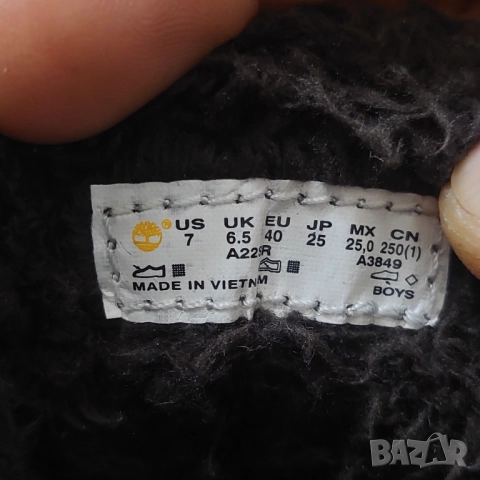 US UK EU JP MX CN
7 6.5 40 25 25,0 250(1)
A229R A3849
MADE IN VIETNAM BOYS
BAZAR